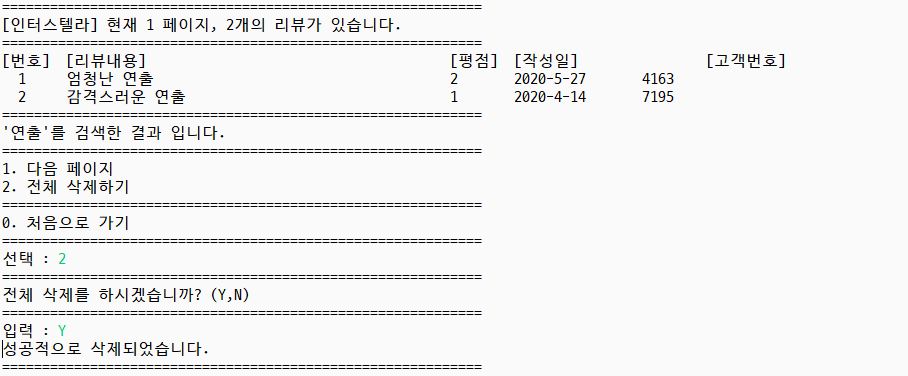 ============================================================
[인터스텔라] 현재 1 페이지, 2개의 리뷰가 있습니다.
============================================================
[번호] [리뷰내용] [평점] [작성일] [고객번호]
1 엄청난 연출 2 2020-5-27 4163
2 감격스러운 연출 1 2020-4-14 7195
============================================================
'연출'를 검색한 결과 입니다.
============================================================
1. 다음 페이지
2. 전체 삭제하기
============================================================
0. 처음으로 가기
============================================================
선택 : 2
============================================================
전체 삭제를 하시겠습니까? (Y,N)
============================================================
입력 : Y
성공적으로 삭제되었습니다.
============================================================